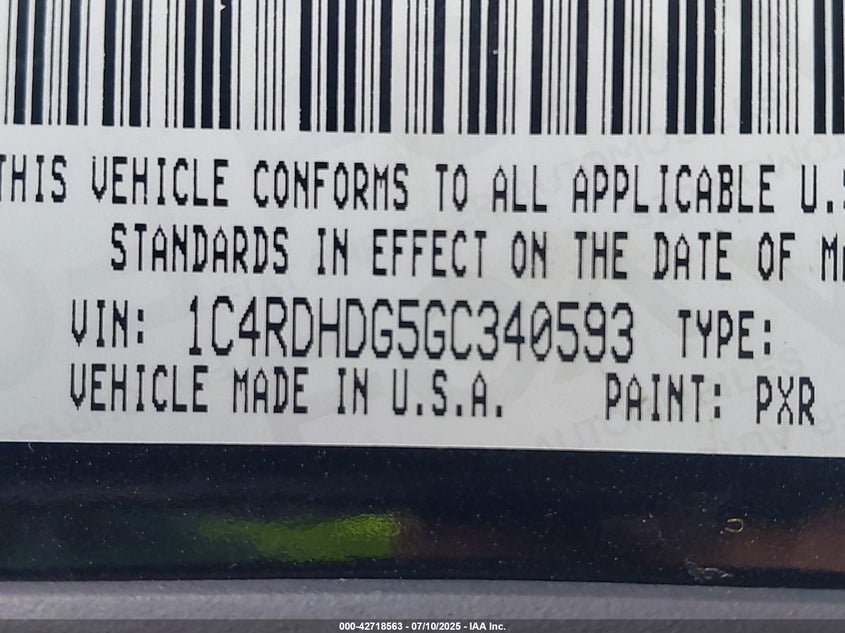 THIS VEHICLE CONFORMS TO ALL APPLICABLE U.S
STANDARDS IN EFFECT ON THE DATE OF M
VIN: 1C4RDHDG5GC340593 TYPE:
VEHICLE MADE IN U.S.A. PAINT: PXR
000-42718563 — 07/10/2025 — IAA Inc.